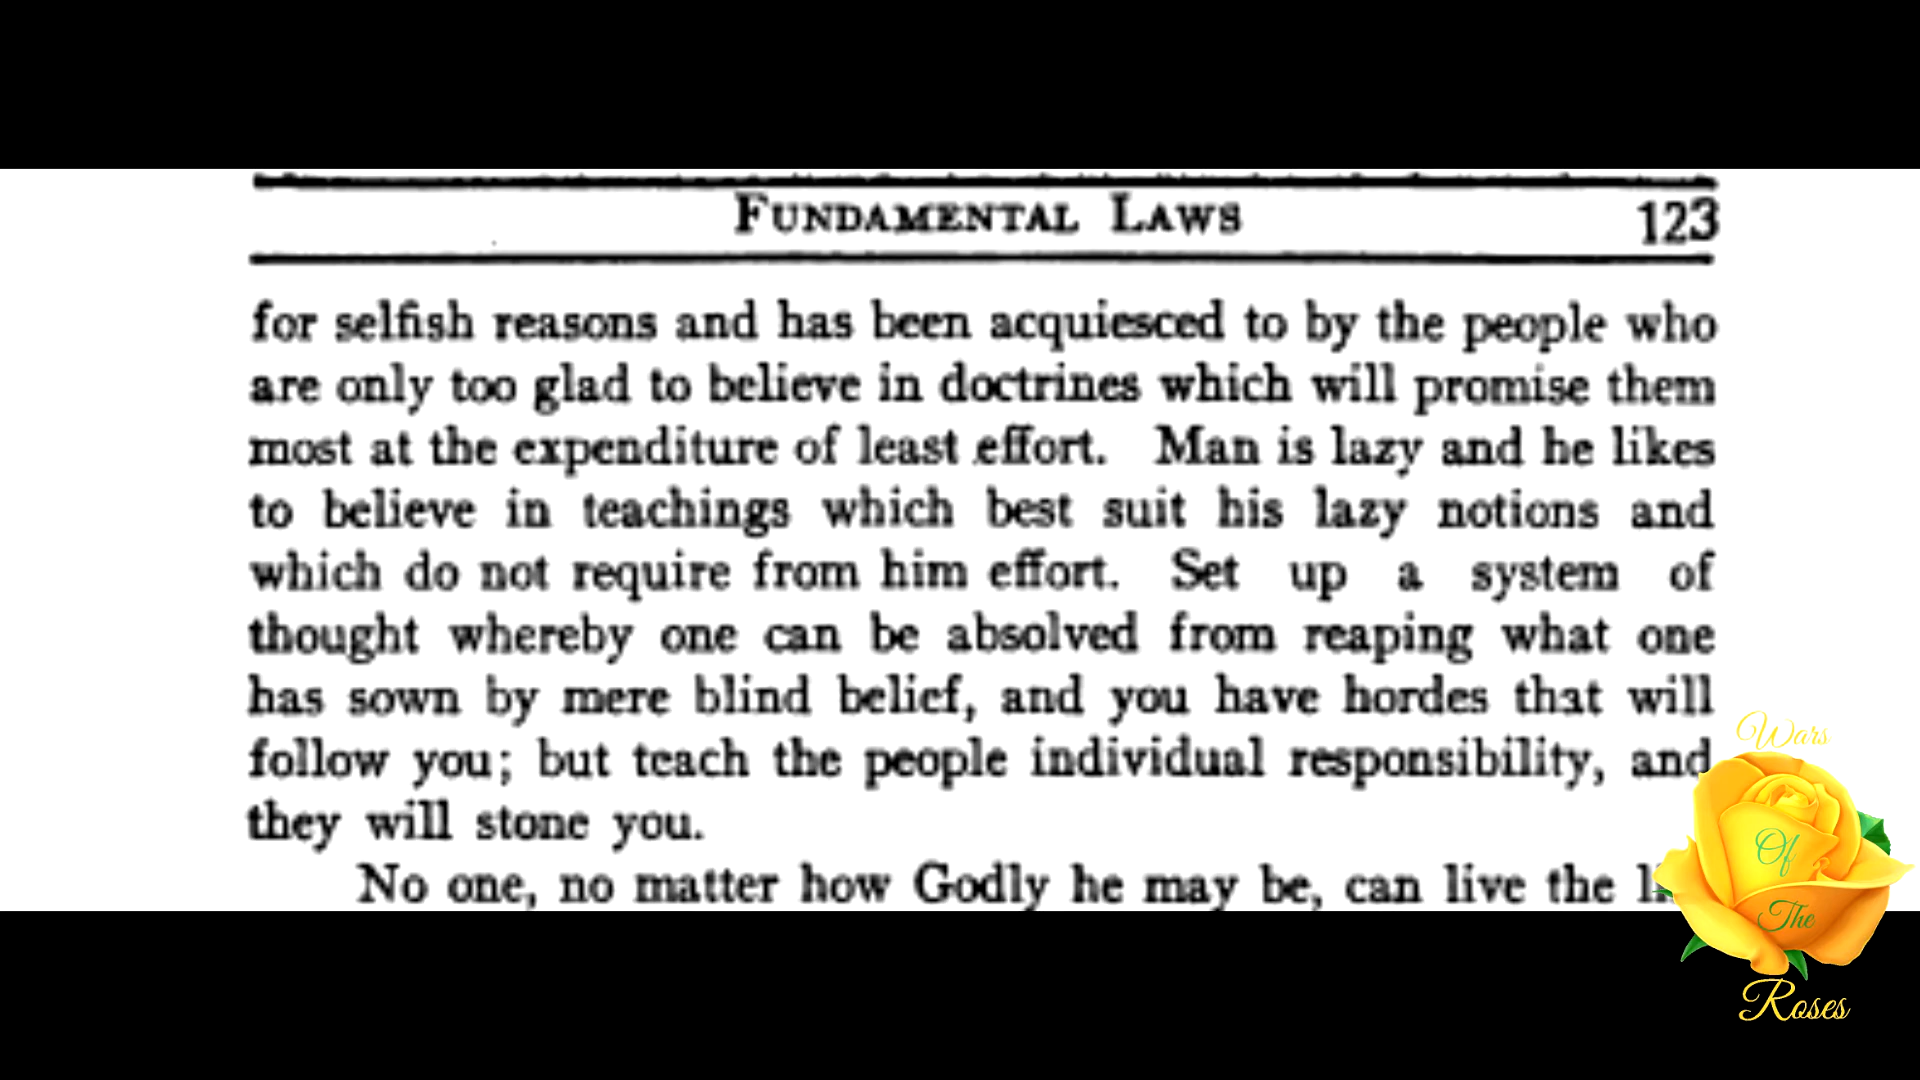 FUNDAMENTAL LAWS 123
for selfish reasons and has been acquiesced to by the people who
are only too glad to believe in doctrines which will promise them
most at the expenditure of least effort. Man is lazy and he likes
to believe in teachings which best suit his lazy notions and
which do not require from him effort. Set up a system of
thought whereby one can be absolved from reaping what one
has sown by mere blind belief, and you have hordes that will
follow you; but teach the people individual responsibility, and
they will stone you.
No one, no matter how Godly he may be, can live the
Wars
Of
The
Roses